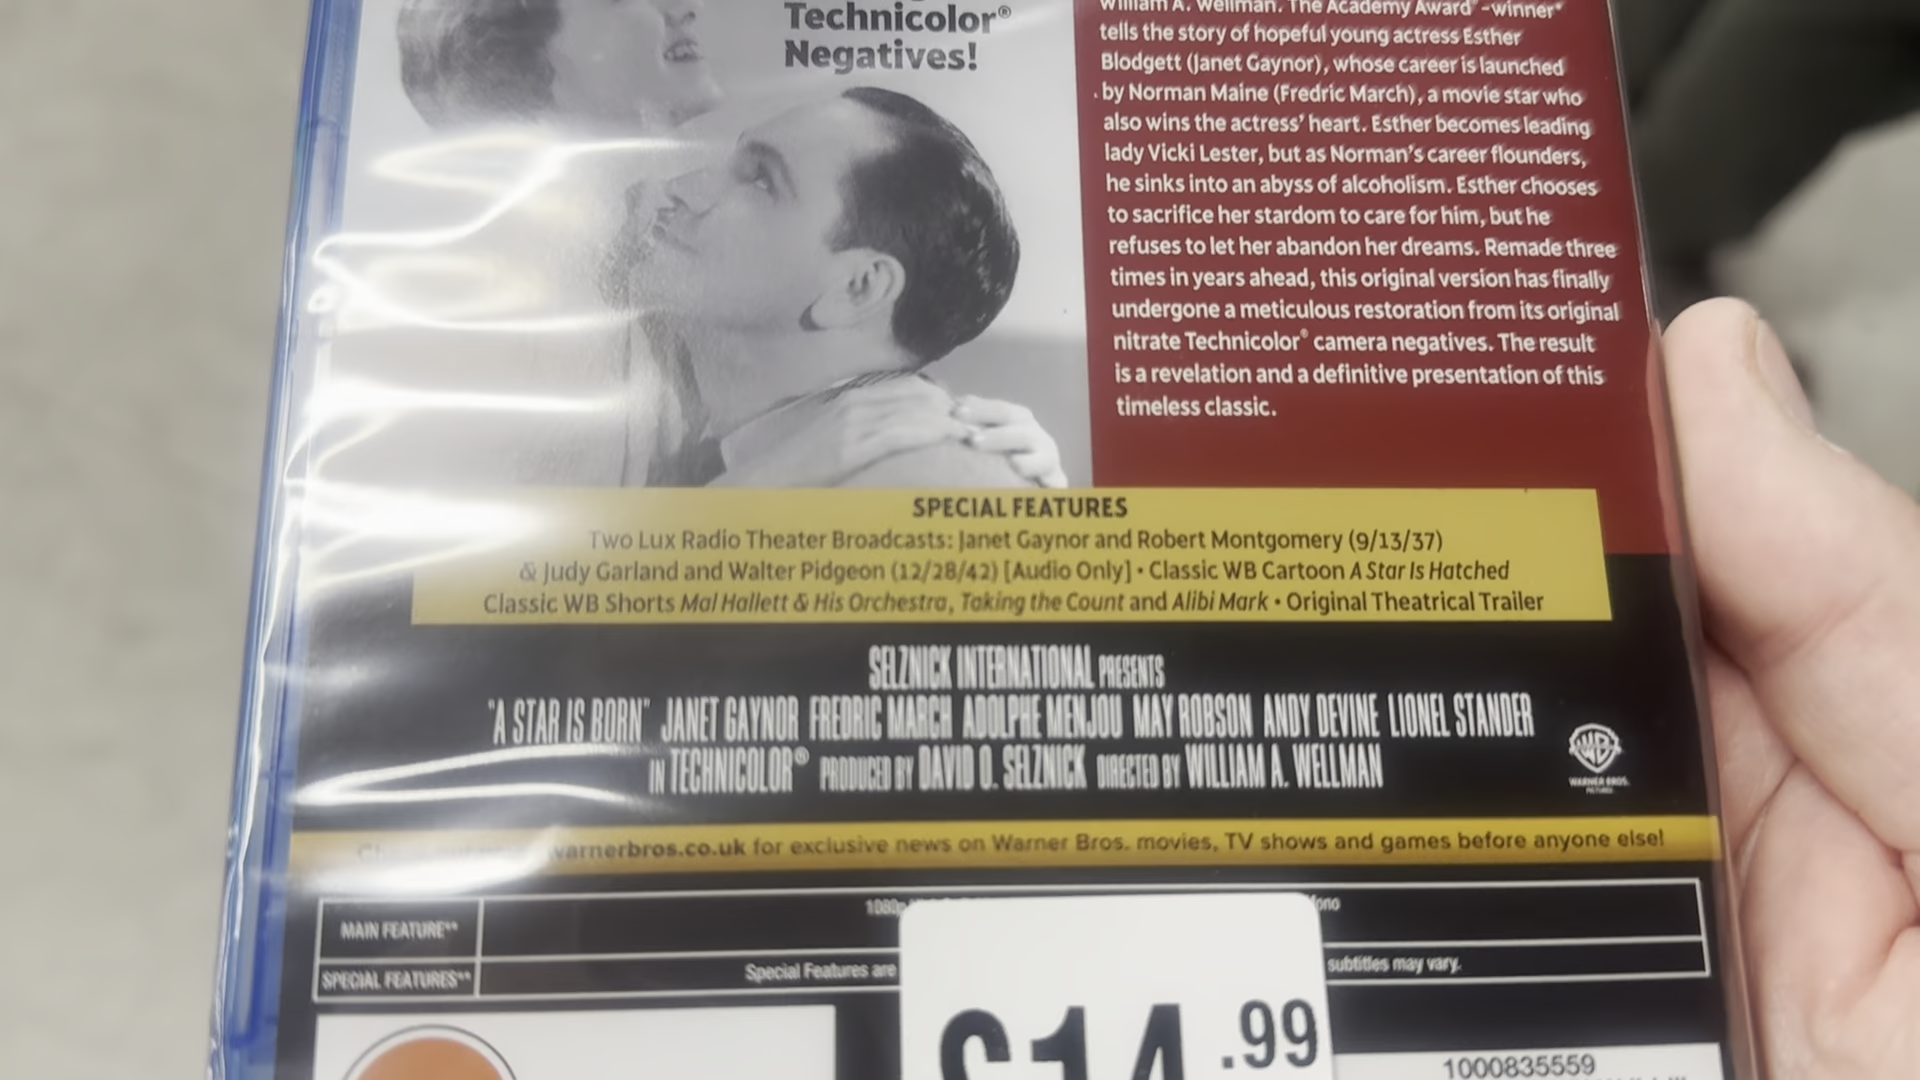 Technicolor®
Negatives!
William A. Wellman. The Academy Award®-winner*
tells the story of hopeful young actress Esther
Blodgett (Janet Gaynor), whose career is launched
by Norman Maine (Fredric March), a movie star who
also wins the actress' heart. Esther becomes leading
lady Vicki Lester, but as Norman's career flounders,
he sinks into an abyss of alcoholism. Esther chooses
to sacrifice her stardom to care for him, but he
refuses to let her abandon her dreams. Remade three
times in years ahead, this original version has finally
undergone a meticulous restoration from its original
nitrate Technicolor® camera negatives. The result
is a revelation and a definitive presentation of this
timeless classic.
SPECIAL FEATURES
Two Lux Radio Theater Broadcasts: Janet Gaynor and Robert Montgomery (9/13/37)
& Judy Garland and Walter Pidgeon (12/28/42) [Audio Only] • Classic WB Cartoon A Star Is Hatched
Classic WB Shorts Mal Hallett & His Orchestra, Taking the Count and Alibi Mark • Original Theatrical Trailer
SELZNICK INTERNATIONAL PRESENTS
"A STAR IS BORN" JANET GAYNOR FREDRIC MARCH ADOLPHE MENJOU MAY ROBSON ANDY DEVINE LIONEL STANDER
IN TECHNICOLOR® PRODUCED BY DAVID O. SELZNICK DIRECTED BY WILLIAM A. WELLMAN
WB
WARNER BROS.
PICTURES
warnerbros.co.uk for exclusive news on Warner Bros. movies, TV shows and games before anyone else!
MAIN FEATURE** 1080p
SPECIAL FEATURES** Special Features are subtitles may vary.
£14.99
1000835559